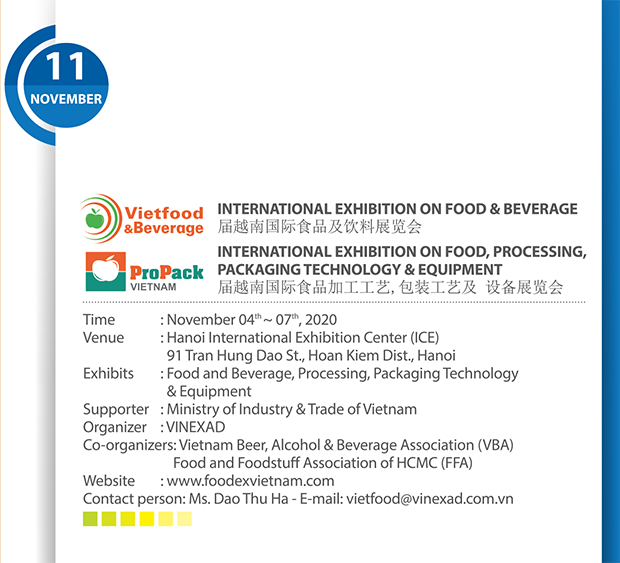 11
NOVEMBER
Vietfood
&Beverage
INTERNATIONAL EXHIBITION ON FOOD & BEVERAGE
届越南国际食品及饮料展览会
ProPack
VIETNAM
INTERNATIONAL EXHIBITION ON FOOD, PROCESSING,
PACKAGING TECHNOLOGY & EQUIPMENT
届越南国际食品加工工艺, 包装工艺及 设备展览会
Time : November 04th ~ 07th, 2020
Venue : Hanoi International Exhibition Center (ICE)
91 Tran Hung Dao St., Hoan Kiem Dist., Hanoi
Exhibits : Food and Beverage, Processing, Packaging Technology
& Equipment
Supporter : Ministry of Industry & Trade of Vietnam
Organizer : VINEXAD
Co-organizers: Vietnam Beer, Alcohol & Beverage Association (VBA)
Food and Foodstuff Association of HCMC (FFA)
Website : www.foodexvietnam.com
Contact person: Ms. Dao Thu Ha - E-mail: vietfood@vinexad.com.vn